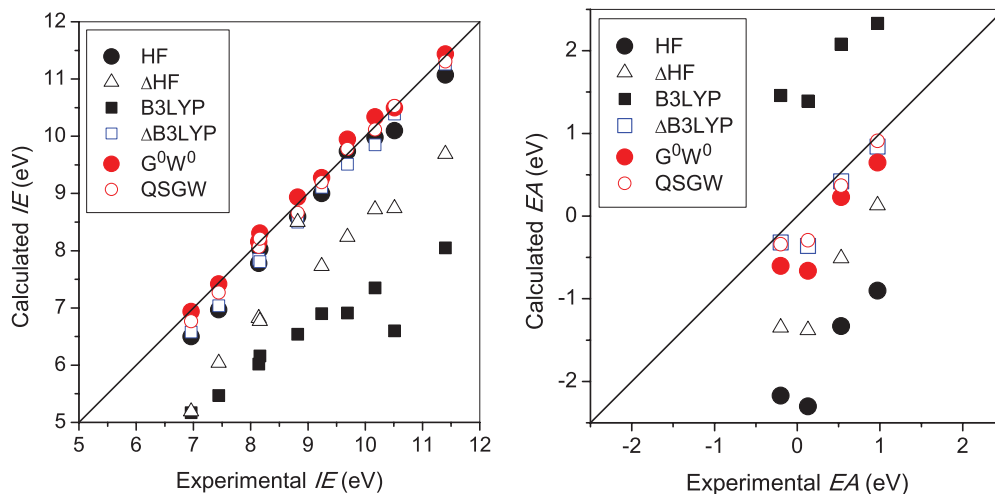 12
11
10
9
8
7
6
5
5
6
7
8
9
10
11
12
Calculated IE (eV)
Experimental IE (eV)
HF
ΔHF
B3LYP
ΔB3LYP
G⁰W⁰
QSGW
2
1
0
-1
-2
-2
-1
0
1
2
Calculated EA (eV)
Experimental EA (eV)
HF
ΔHF
B3LYP
ΔB3LYP
G⁰W⁰
QSGW